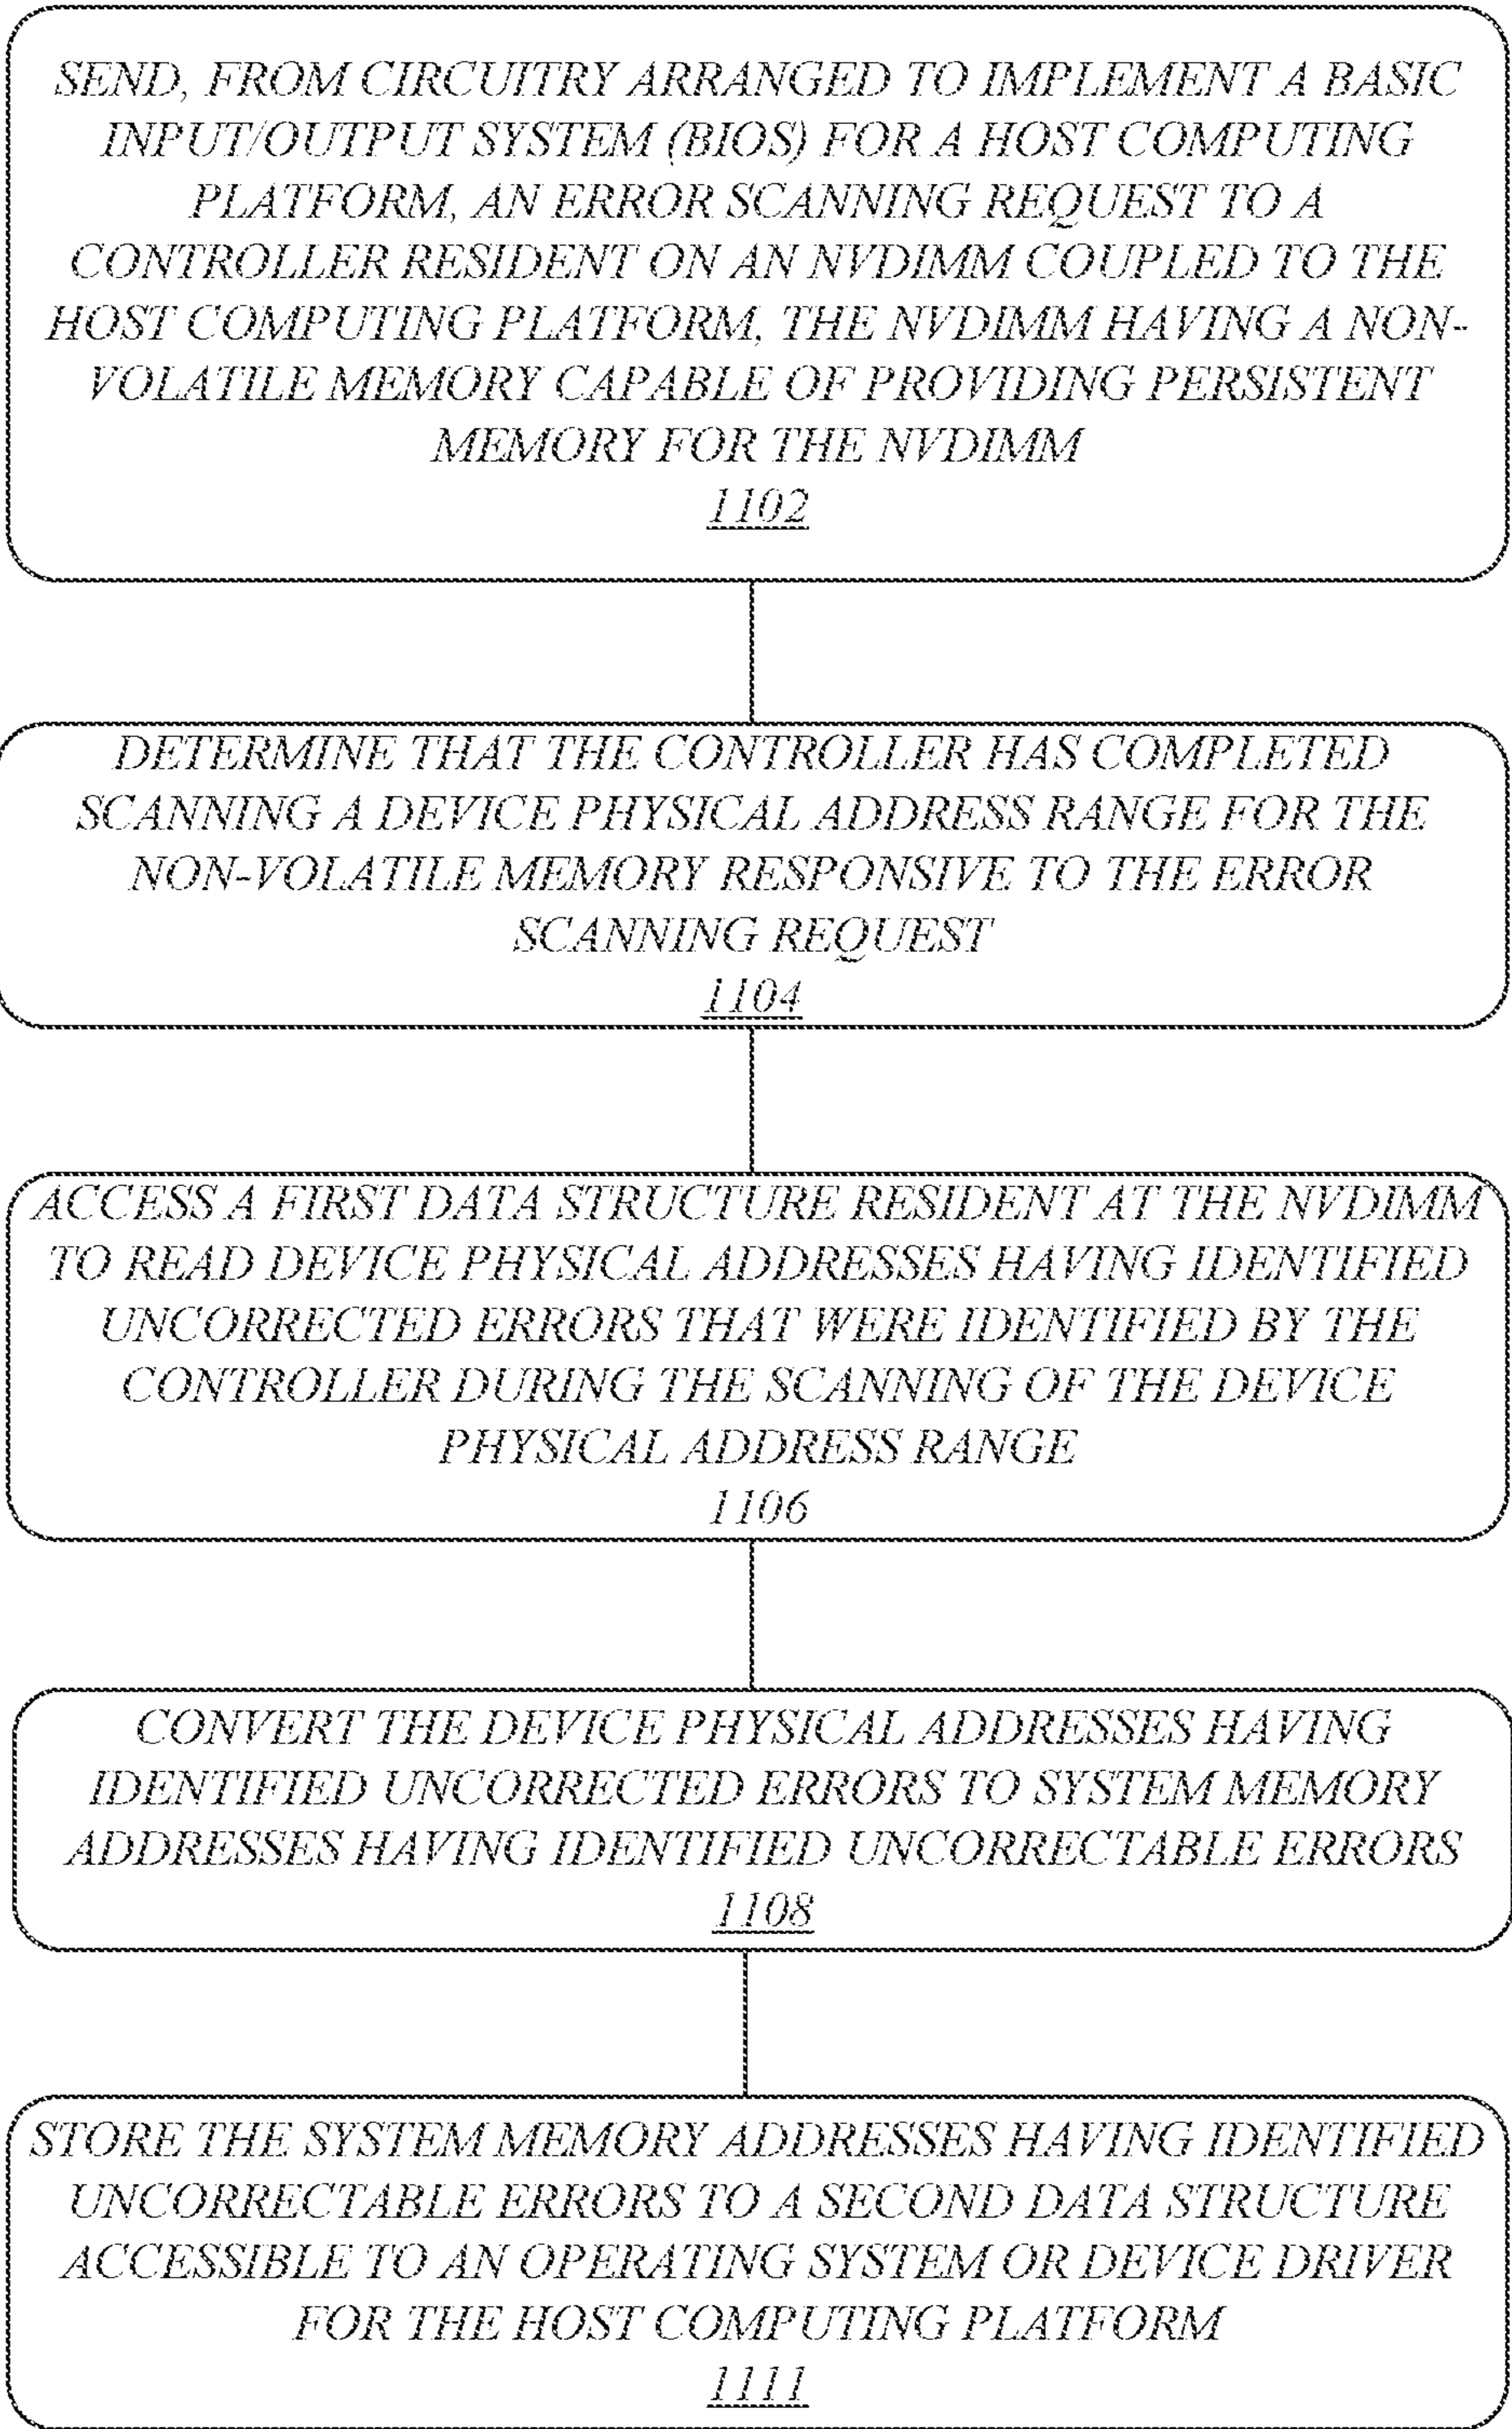 SEND, FROM CIRCUITRY ARRANGED TO IMPLEMENT A BASIC
INPUT/OUTPUT SYSTEM (BIOS) FOR A HOST COMPUTING
PLATFORM, AN ERROR SCANNING REQUEST TO A
CONTROLLER RESIDENT ON AN NVDIMM COUPLED TO THE
HOST COMPUTING PLATFORM, THE NVDIMM HAVING A NON-
VOLATILE MEMORY CAPABLE OF PROVIDING PERSISTENT
MEMORY FOR THE NVDIMM
1102
DETERMINE THAT THE CONTROLLER HAS COMPLETED
SCANNING A DEVICE PHYSICAL ADDRESS RANGE FOR THE
NON-VOLATILE MEMORY RESPONSIVE TO THE ERROR
SCANNING REQUEST
1104
ACCESS A FIRST DATA STRUCTURE RESIDENT AT THE NVDIMM
TO READ DEVICE PHYSICAL ADDRESSES HAVING IDENTIFIED
UNCORRECTED ERRORS THAT WERE IDENTIFIED BY THE
CONTROLLER DURING THE SCANNING OF THE DEVICE
PHYSICAL ADDRESS RANGE
1106
CONVERT THE DEVICE PHYSICAL ADDRESSES HAVING
IDENTIFIED UNCORRECTED ERRORS TO SYSTEM MEMORY
ADDRESSES HAVING IDENTIFIED UNCORRECTABLE ERRORS
1108
STORE THE SYSTEM MEMORY ADDRESSES HAVING IDENTIFIED
UNCORRECTABLE ERRORS TO A SECOND DATA STRUCTURE
ACCESSIBLE TO AN OPERATING SYSTEM OR DEVICE DRIVER
FOR THE HOST COMPUTING PLATFORM
1111